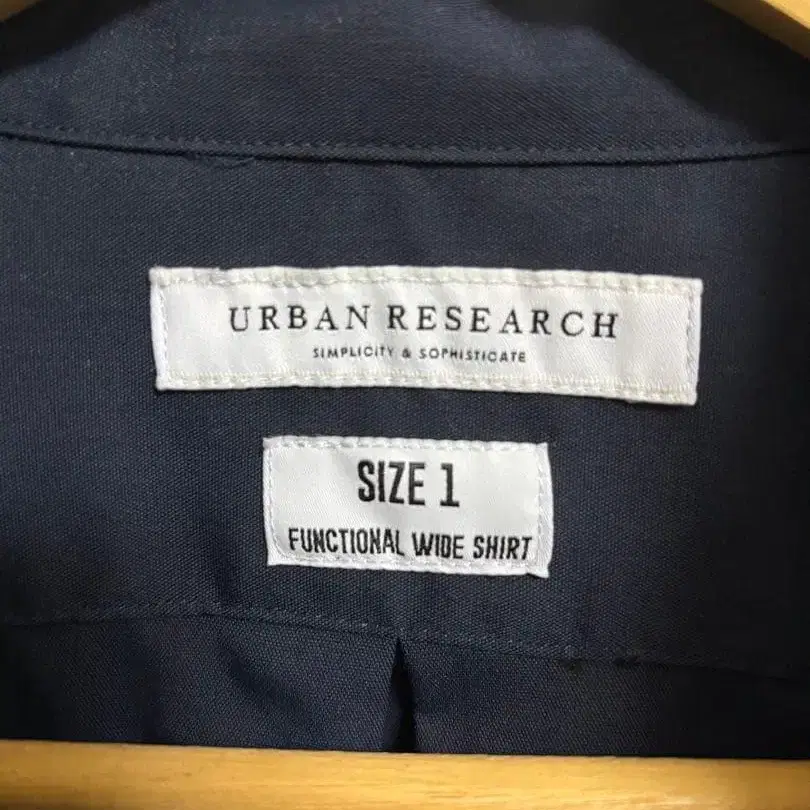 URBAN RESEARCH
SIMPLICITY & SOPHISTICATE
SIZE 1
FUNCTIONAL WIDE SHIRT